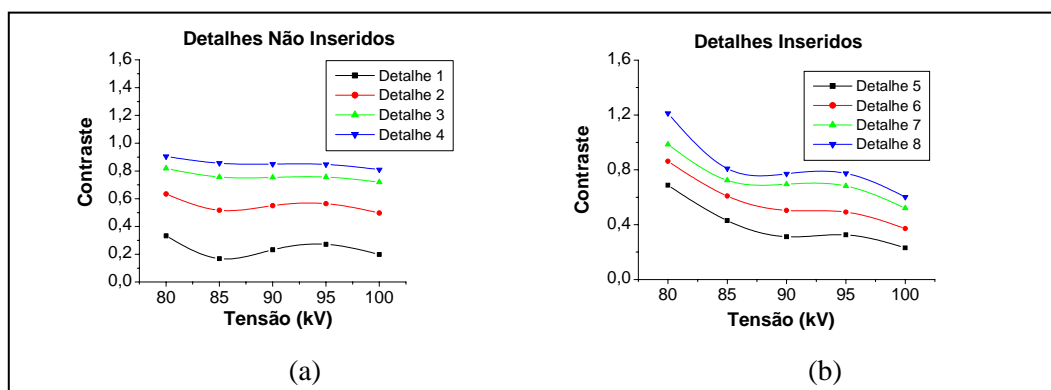 Detalhes Não Inseridos
1,6
1,4
1,2
1,0
0,8
0,6
0,4
0,2
0,0
Contraste
Detalhe 1
Detalhe 2
Detalhe 3
Detalhe 4
80 85 90 95 100
Tensão (kV)
(a)
Detalhes Inseridos
1,6
1,2
0,8
0,4
0,0
Contraste
Detalhe 5
Detalhe 6
Detalhe 7
Detalhe 8
80 85 90 95 100
Tensão (kV)
(b)